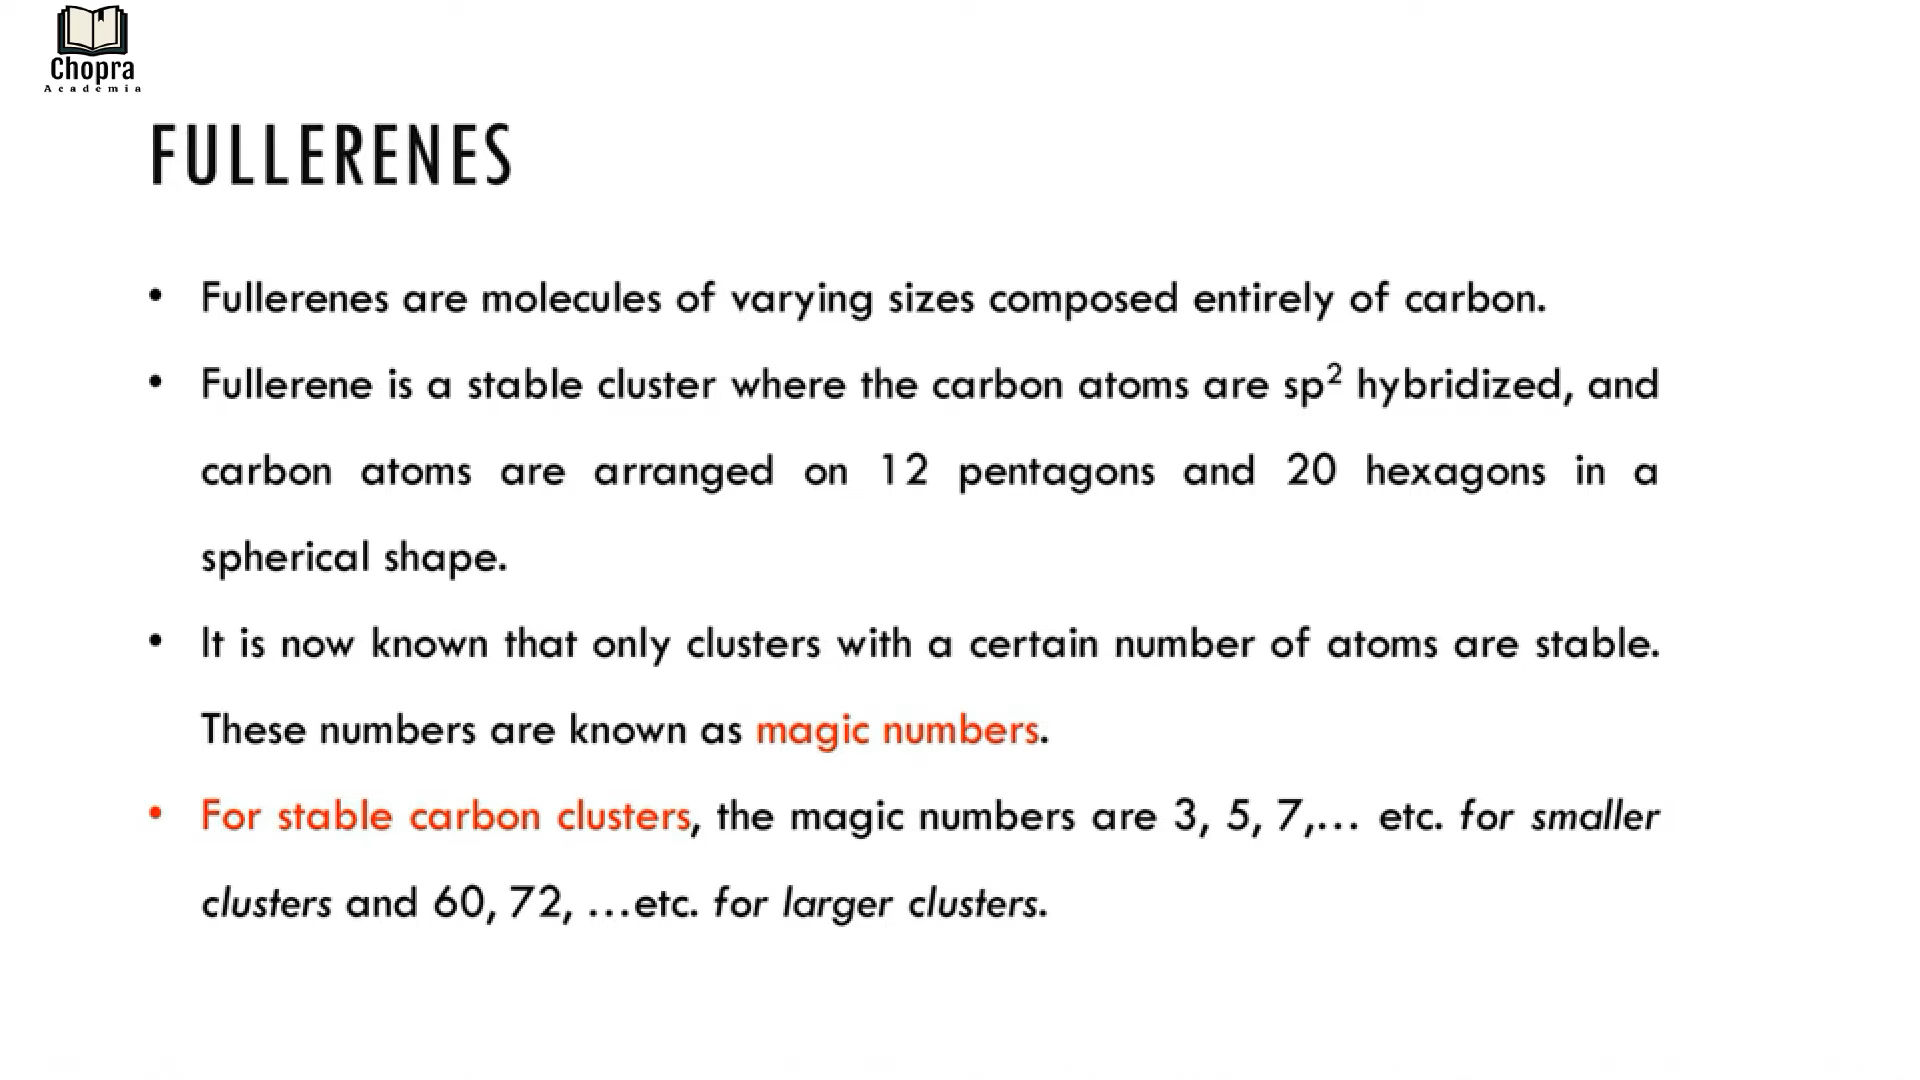 Chopra
Academia
FULLERENES
• Fullerenes are molecules of varying sizes composed entirely of carbon.
• Fullerene is a stable cluster where the carbon atoms are sp² hybridized, and
carbon atoms are arranged on 12 pentagons and 20 hexagons in a
spherical shape.
• It is now known that only clusters with a certain number of atoms are stable.
These numbers are known as magic numbers.
• For stable carbon clusters, the magic numbers are 3, 5, 7,… etc. for smaller
clusters and 60, 72, …etc. for larger clusters.